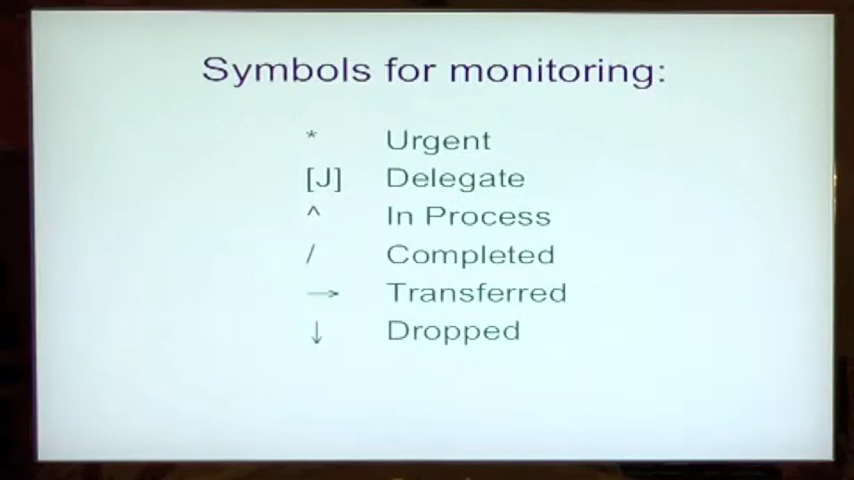 Symbols for monitoring:
* Urgent
[J] Delegate
^ In Process
/ Completed
→ Transferred
↓ Dropped